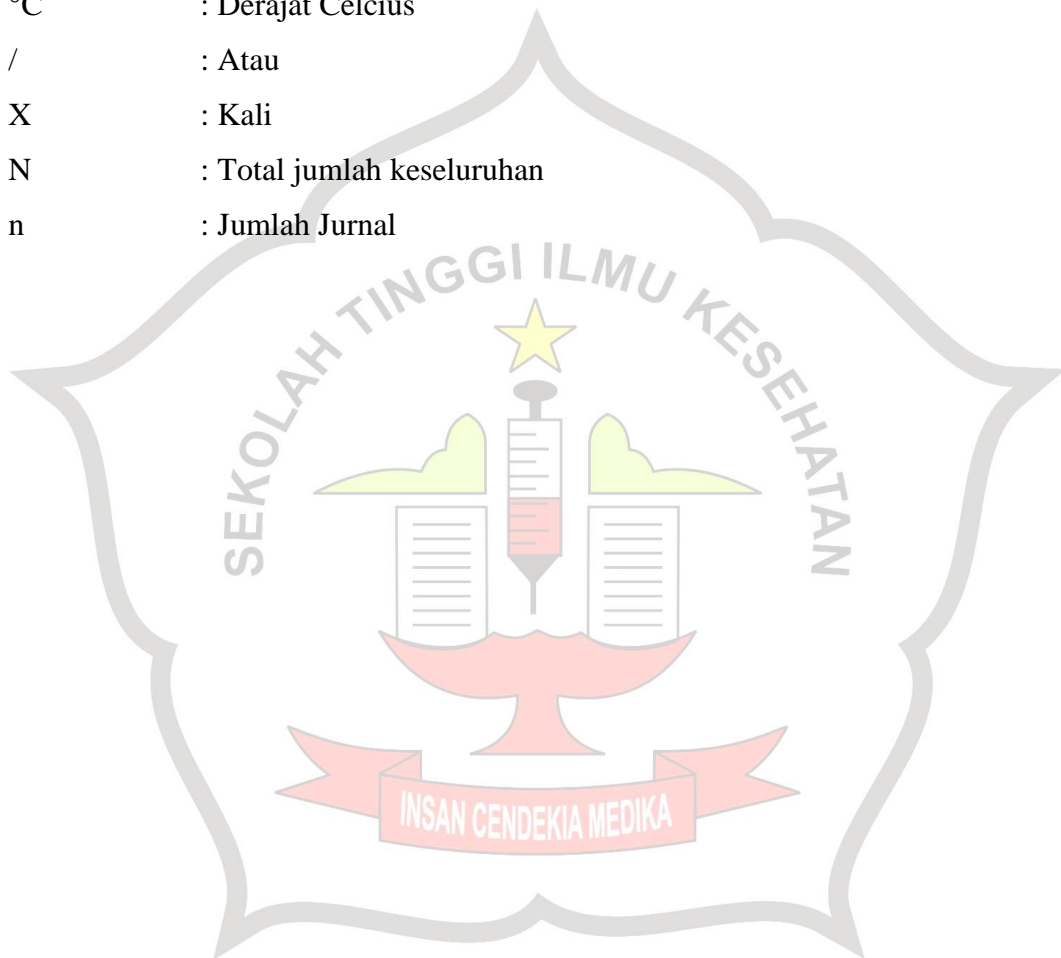 °C : Derajat Celcius
/ : Atau
X : Kali
N : Total jumlah keseluruhan
n : Jumlah Jurnal
SEKOLAH TINGGI ILMU KESEHATAN
INSAN CENDEKIA MEDIKA